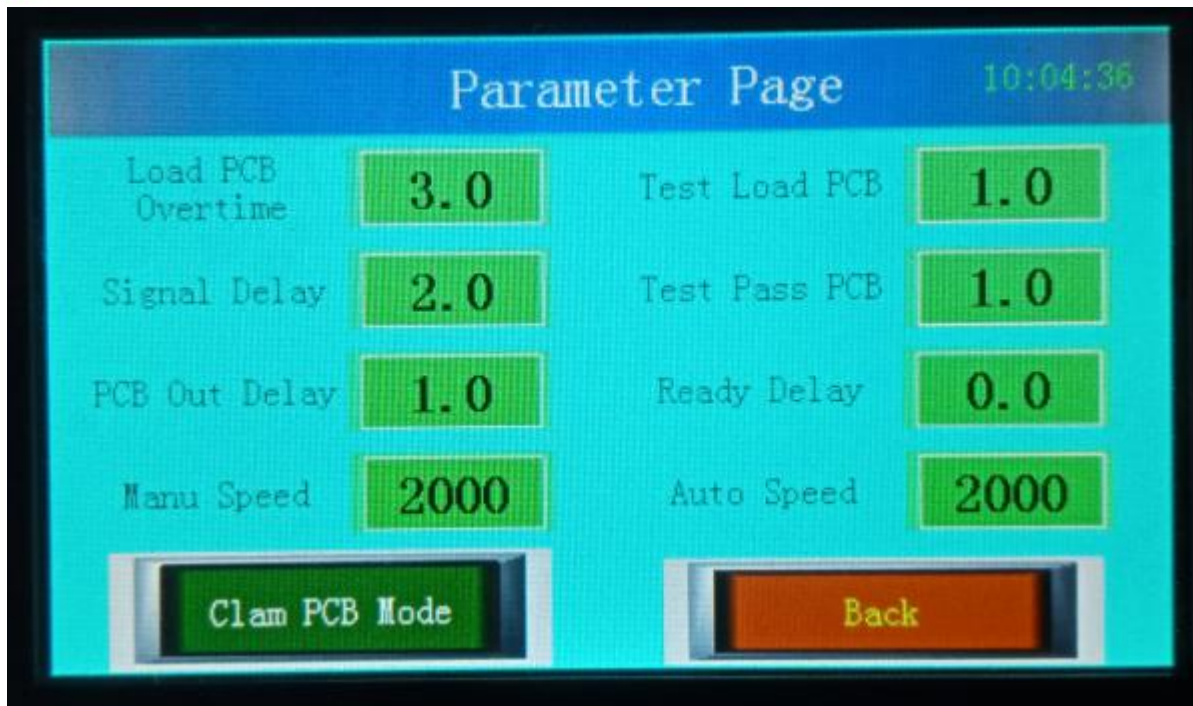 Parameter Page 10:04:36
Load PCB
Overtime
3.0
Test Load PCB
1.0
Signal Delay
2.0
Test Pass PCB
1.0
PCB Out Delay
1.0
Ready Delay
0.0
Manu Speed
2000
Auto Speed
2000
Clam PCB Mode
Back